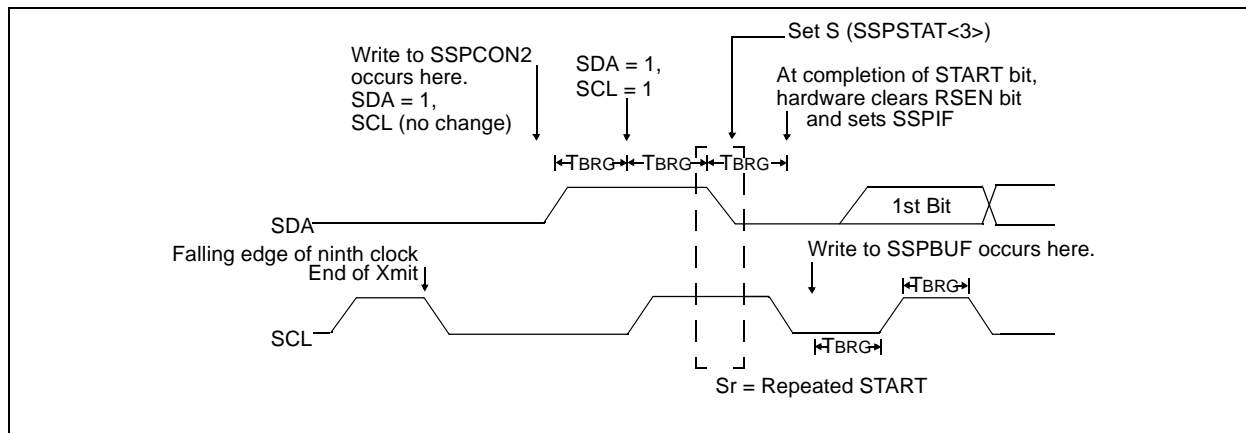 Set S (SSPSTAT<3>)
Write to SSPCON2
occurs here.
SDA = 1,
SCL (no change)
SDA = 1,
SCL = 1
At completion of START bit,
hardware clears RSEN bit
and sets SSPIF
TBRG
TBRG
TBRG
SDA
1st Bit
Write to SSPBUF occurs here.
Falling edge of ninth clock
End of Xmit
TBRG
SCL
TBRG
Sr = Repeated START